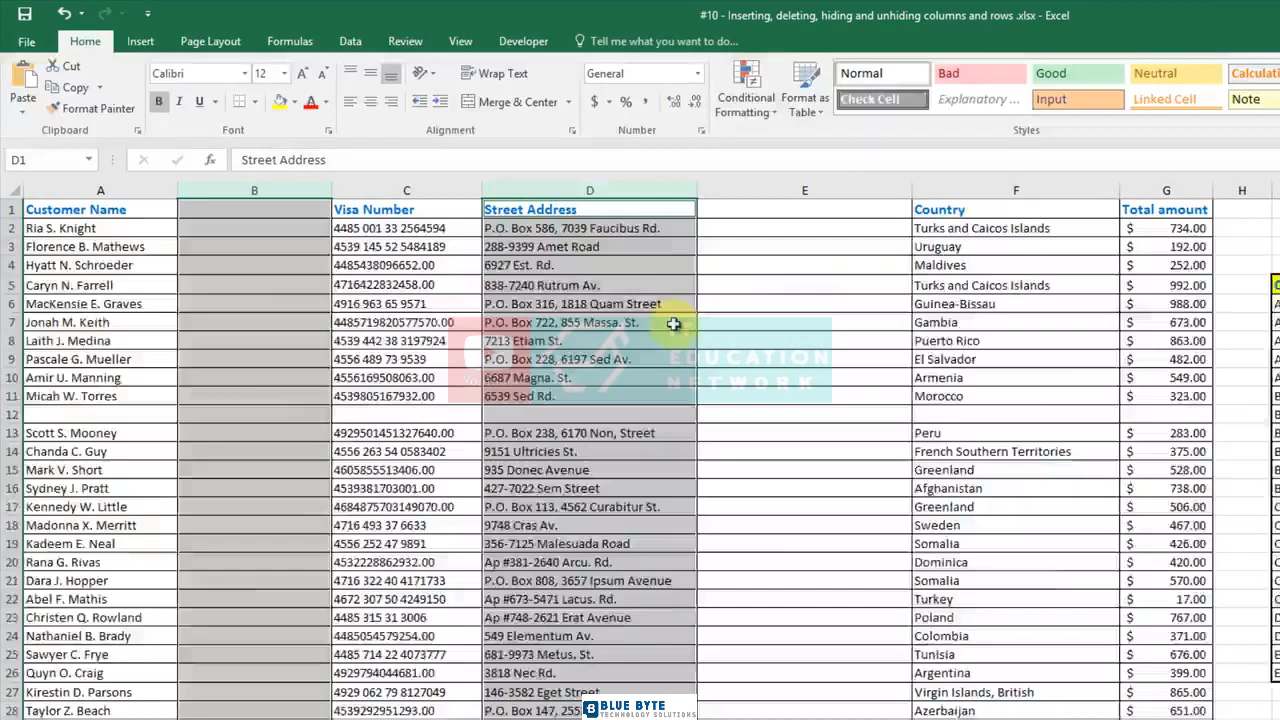 #10 - Inserting, deleting, hiding and unhiding columns and rows .xlsx - Excel
File Home Insert Page Layout Formulas Data Review View Developer Tell me what you want to do...
Cut Calibri 12 Wrap Text General Normal Bad Good Neutral Calculati
Paste Copy Format Painter B I U Merge & Center $ % Conditional Formatting Format as Table Check Cell Explanatory ... Input Linked Cell Note
Clipboard Font Alignment Number Styles
D1 fx Street Address
A B C D E F G H
1 Customer Name Visa Number Street Address Country Total amount
2 Ria S. Knight 4485 001 33 2564594 P.O. Box 586, 7039 Faucibus Rd. Turks and Caicos Islands $ 734.00
3 Florence B. Mathews 4539 145 52 5484189 288-9399 Amet Road Uruguay $ 192.00
4 Hyatt N. Schroeder 4485438096652.00 6927 Est. Rd. Maldives $ 252.00
5 Caryn N. Farrell 4716422832458.00 838-7240 Rutrum Av. Turks and Caicos Islands $ 992.00
6 MacKensie E. Graves 4916 963 65 9571 P.O. Box 316, 1818 Quam Street Guinea-Bissau $ 988.00
7 Jonah M. Keith 4485719820577570.00 P.O. Box 722, 855 Massa. St. Gambia $ 673.00
8 Laith J. Medina 4539 442 38 3197924 7213 Etiam St. Puerto Rico $ 863.00
9 Pascale G. Mueller 4556 489 73 9539 P.O. Box 228, 6197 Sed Av. El Salvador $ 482.00
10 Amir U. Manning 4556169508063.00 6687 Magna. St. Armenia $ 549.00
11 Micah W. Torres 4539805167932.00 6539 Sed Rd. Morocco $ 323.00
12
13 Scott S. Mooney 4929501451327640.00 P.O. Box 238, 6170 Non, Street Peru $ 283.00
14 Chanda C. Guy 4556 263 54 0583402 9151 Ultricies St. French Southern Territories $ 375.00
15 Mark V. Short 4605855513406.00 935 Donec Avenue Greenland $ 528.00
16 Sydney J. Pratt 4539381703001.00 427-7022 Sem Street Afghanistan $ 738.00
17 Kennedy W. Little 4684875703149070.00 P.O. Box 113, 4562 Curabitur St. Greenland $ 506.00
18 Madonna X. Merritt 4716 493 37 6633 9748 Cras Av. Sweden $ 467.00
19 Kadeem E. Neal 4556 252 47 9891 356-7125 Malesuada Road Somalia $ 426.00
20 Rana G. Rivas 4532228862932.00 Ap #381-2640 Arcu. Rd. Dominica $ 420.00
21 Dara J. Hopper 4716 322 40 4171733 P.O. Box 808, 3657 Ipsum Avenue Somalia $ 570.00
22 Abel F. Mathis 4672 307 50 4249150 Ap #673-5471 Lacus. Rd. Turkey $ 17.00
23 Christen Q. Rowland 4485 315 31 3006 Ap #748-2621 Erat Avenue Poland $ 767.00
24 Nathaniel B. Brady 4485054579254.00 549 Elementum Av. Colombia $ 371.00
25 Sawyer C. Frye 4485 714 22 4073777 681-9973 Metus, St. Tunisia $ 676.00
26 Quyn O. Craig 4929794044681.00 3818 Nec Rd. Argentina $ 399.00
27 Kirestin D. Parsons 4929 062 79 8127049 146-3582 Eget Street Virgin Islands, British $ 865.00
28 Taylor Z. Beach 4539292951293.00 P.O. Box 147, 255 Azerbaijan $ 651.00
EDUCATION
NETWORK
BLUE BYTE
TECHNOLOGY SOLUTIONS